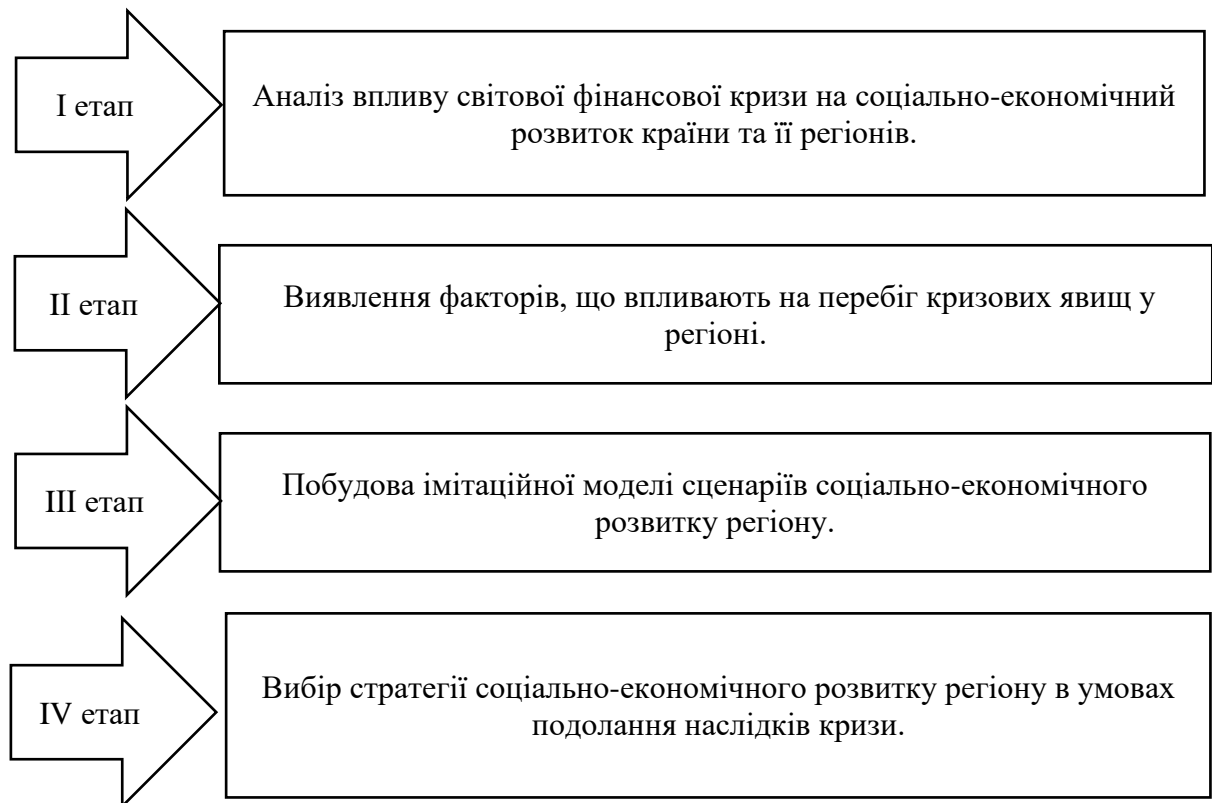 I етап
Аналіз впливу світової фінансової кризи на соціально-економічний
розвиток країни та її регіонів.
II етап
Виявлення факторів, що впливають на перебіг кризових явищ у
регіоні.
III етап
Побудова імітаційної моделі сценаріїв соціально-економічного
розвитку регіону.
IV етап
Вибір стратегії соціально-економічного розвитку регіону в умовах
подолання наслідків кризи.